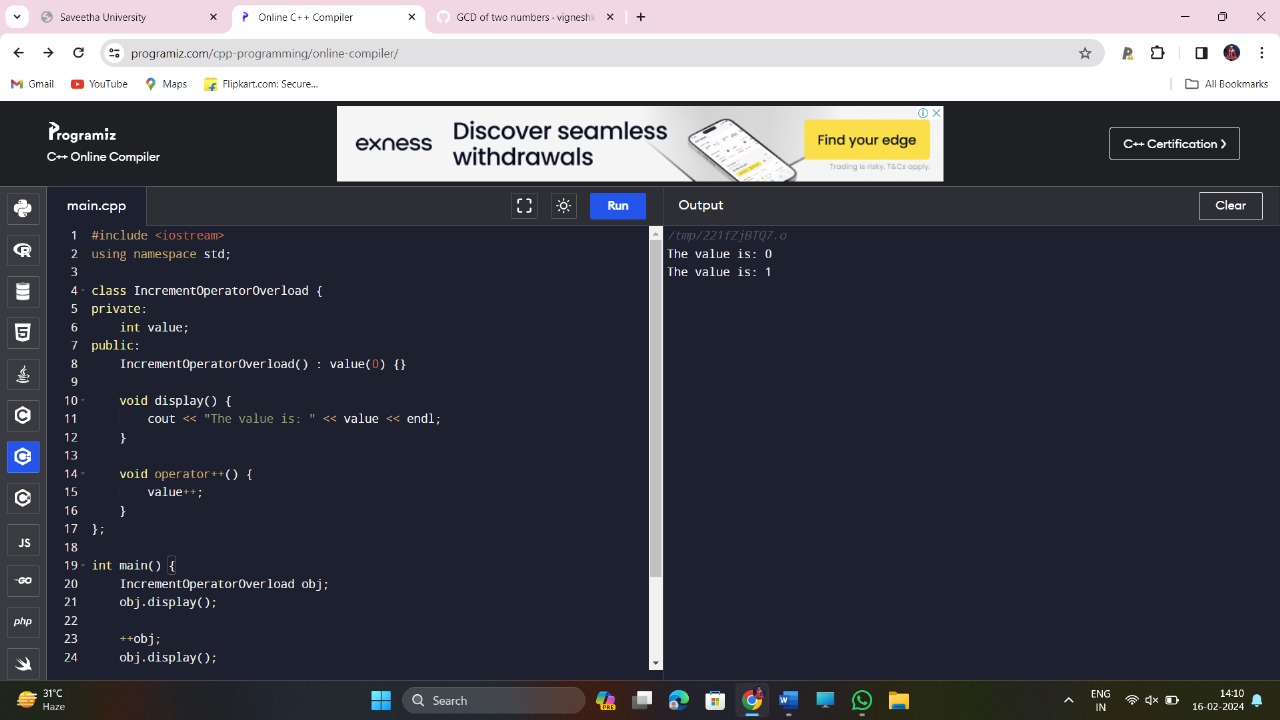 Saveetha University
Online C++ Compiler
GCD of two numbers - vigneshk
programiz.com/cpp-programming/online-compiler/
Gmail YouTube Maps Flipkart.com: Secure... All Bookmarks
Programiz
C++ Online Compiler
exness
Discover seamless
withdrawals
Find your edge
Trading is risky. T&Cs apply.
C++ Certification ❯
main.cpp
Run
Output
Clear
1 #include <iostream>
2 using namespace std;
3
4 class IncrementOperatorOverload {
5 private:
6     int value;
7 public:
8     IncrementOperatorOverload() : value(0) {}
9
10     void display() {
11         cout << "The value is: " << value << endl;
12     }
13
14     void operator++() {
15         value++;
16     }
17 };
18
19 int main() {
20     IncrementOperatorOverload obj;
21     obj.display();
22
23     ++obj;
24     obj.display();
/tmp/221fZjBTQ7.o
The value is: 0
The value is: 1
JS
GO
php
31°C
Haze
Search
PRE
ENG
IN
14:10
16-02-2024